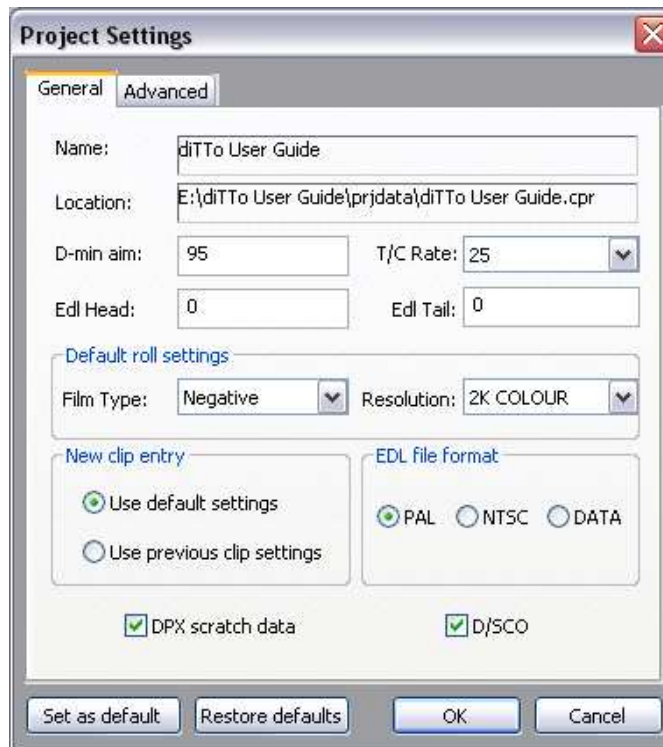 Project Settings
General Advanced
Name: diTTo User Guide
Location: E:\diTTo User Guide\prjdata\diTTo User Guide.cpr
D-min aim: 95 T/C Rate: 25
Edl Head: 0 Edl Tail: 0
Default roll settings
Film Type: Negative Resolution: 2K COLOUR
New clip entry EDL file format
Use default settings
PAL NTSC DATA
Use previous clip settings
DPX scratch data D/SCO
Set as default Restore defaults OK Cancel